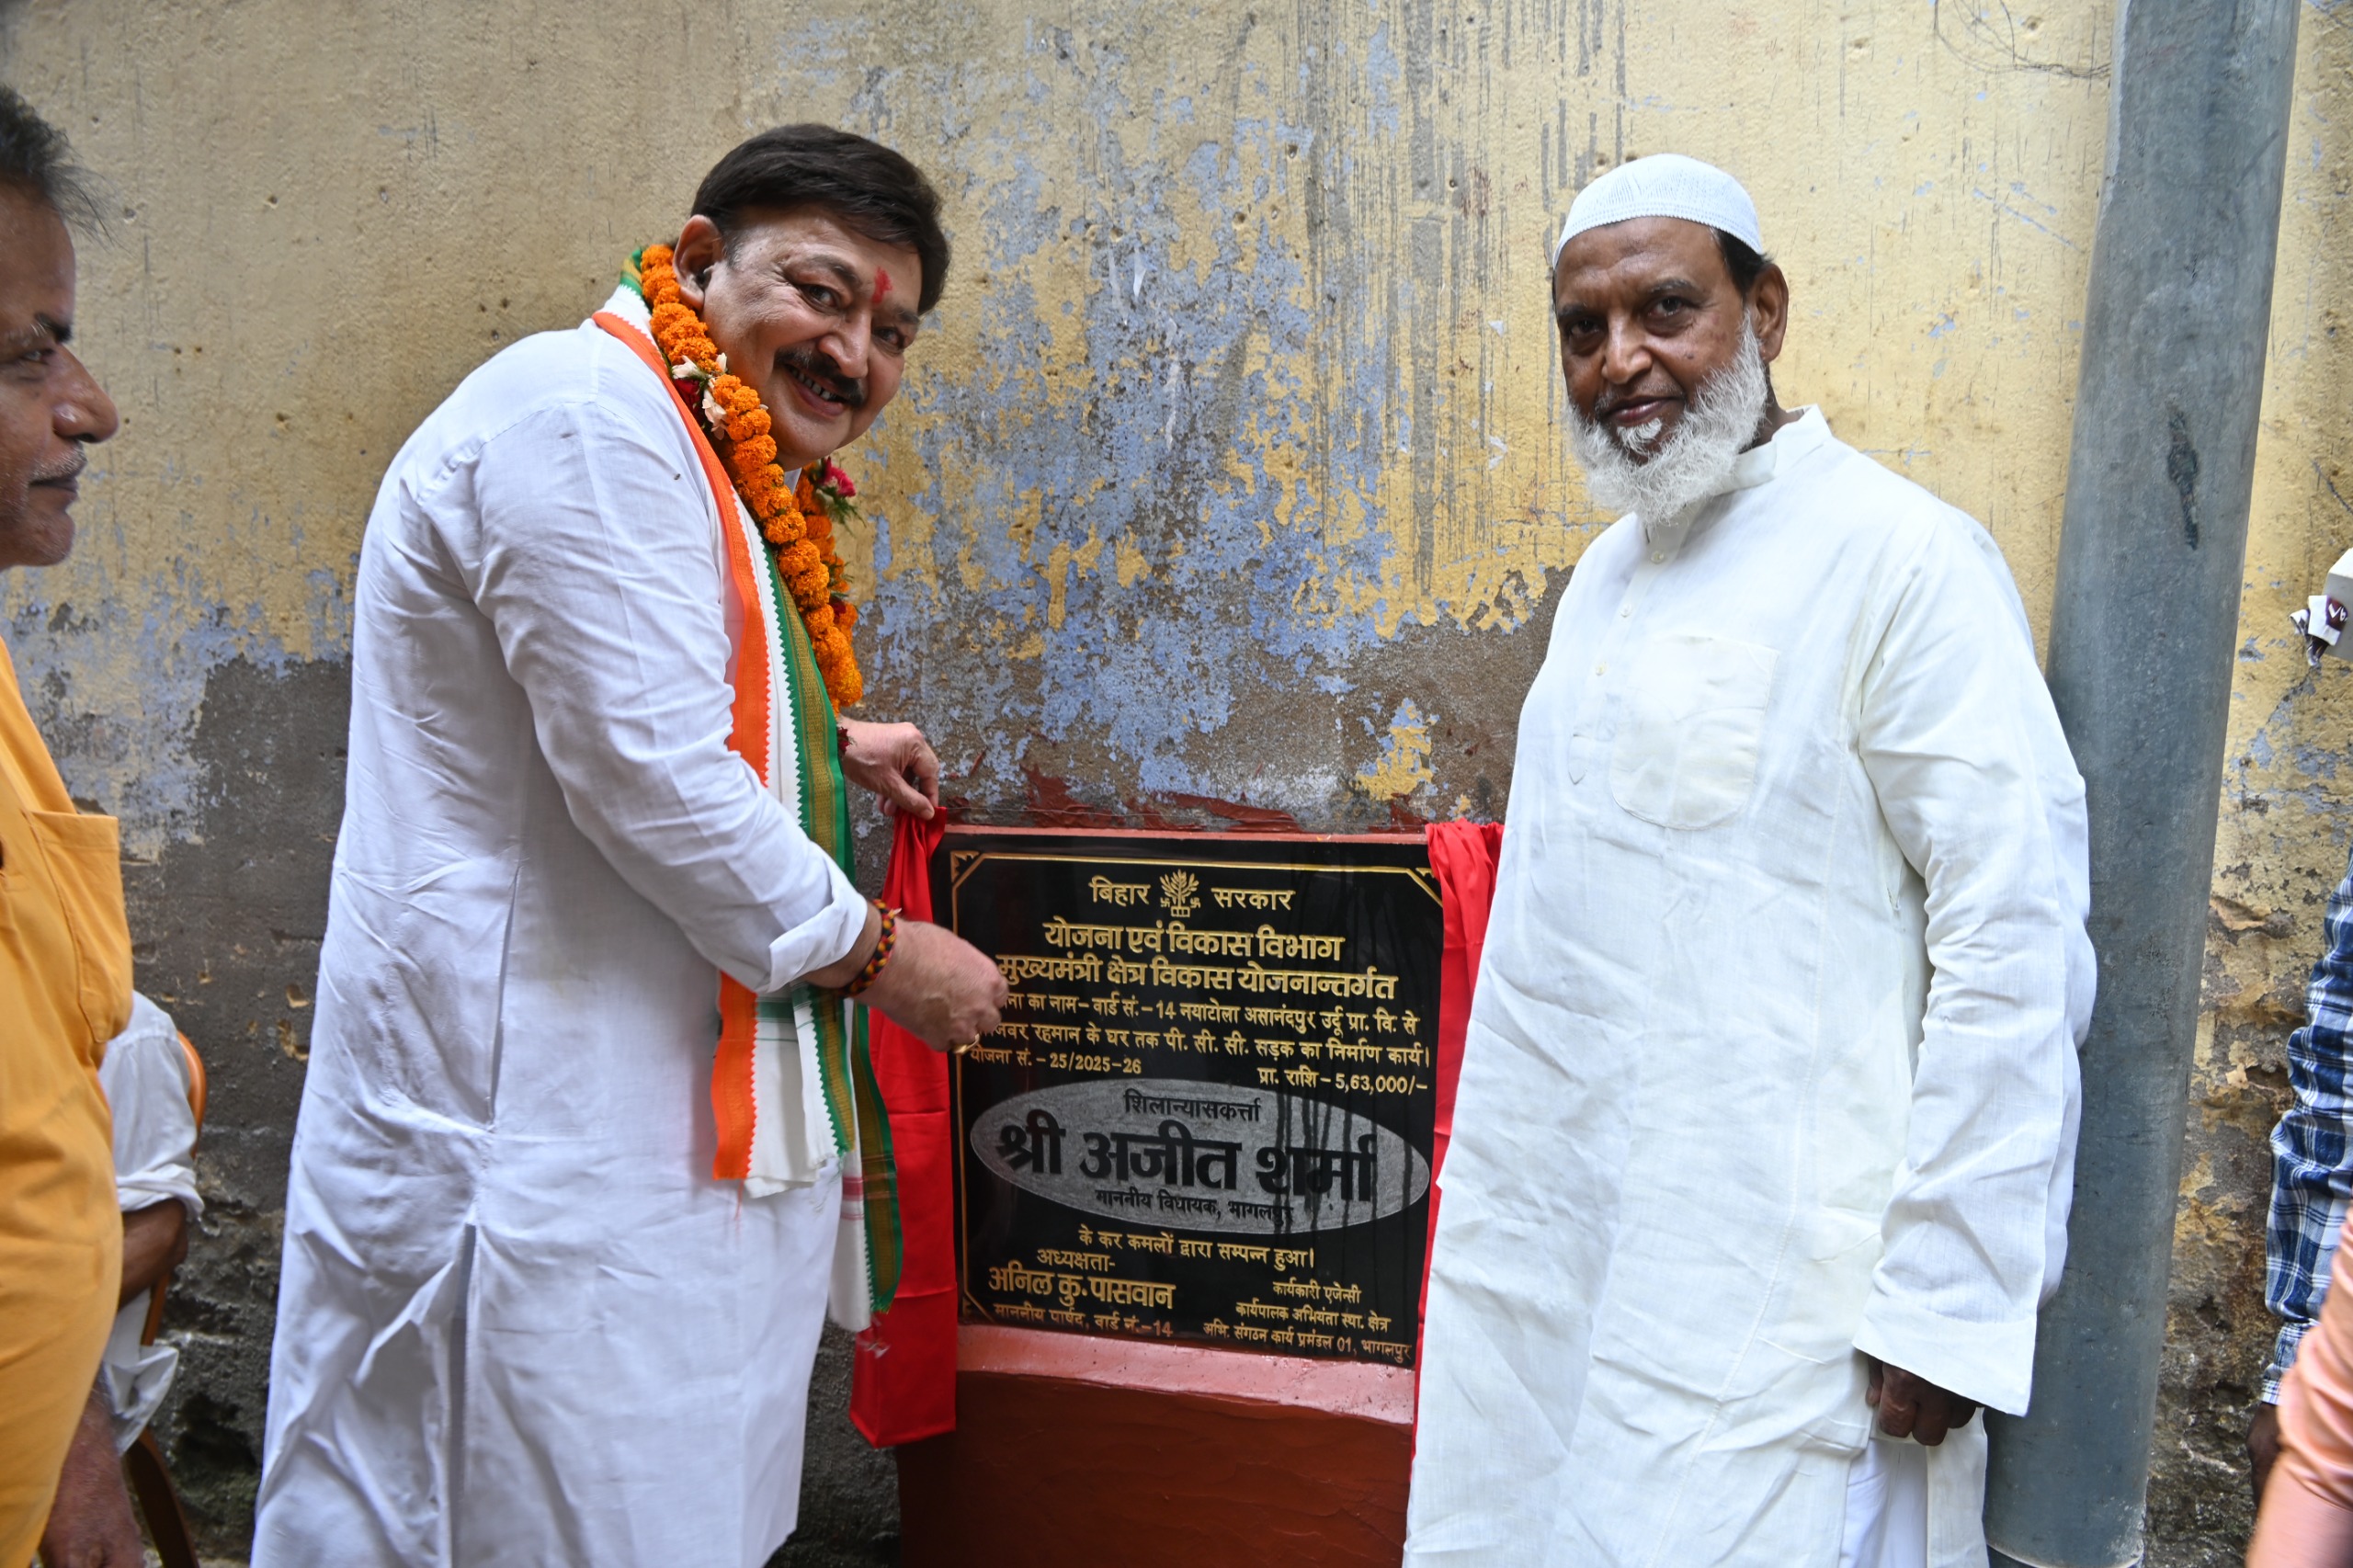 बिहार सरकार
योजना एवं विकास विभाग
मुख्यमंत्री क्षेत्र विकास योजनान्तर्गत
का नाम- वार्ड सं.-14 नयाटोला असानंदपुर उर्दू प्रा. वि. से
रहमान के घर तक पी. सी. सी. सड़क का निर्माण कार्य।
योजना सं. - 25/2025-26
प्रा. राशि - 5,63,000/-
शिलान्यासकर्त्ता
श्री अजीत शर्मा
माननीय विधायक, भागलपुर
के कर कमलों द्वारा सम्पन्न हुआ।
अध्यक्षता-
अनिल कु. पासवान
माननीय पार्षद, वार्ड नं.-14
कार्यकारी एजेन्सी
कार्यपालक अभियंता स्था. क्षेत्र
अभि. संगठन कार्य प्रमंडल 01, भागलपुर